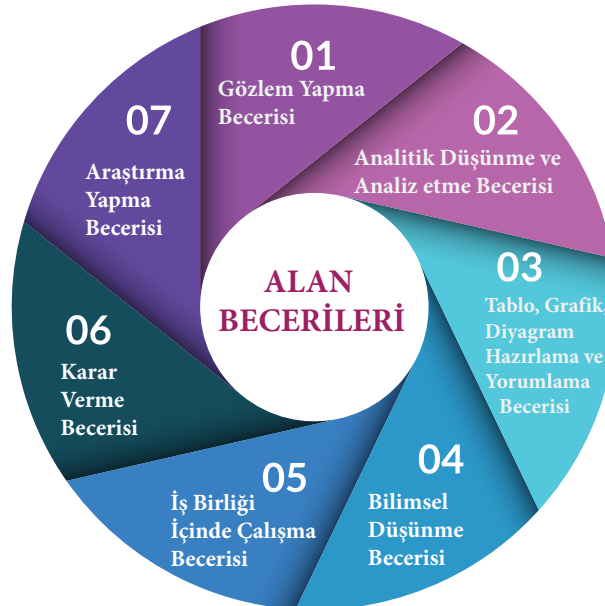 01
Gözlem Yapma
Becerisi
02
Analitik Düşünme ve
Analiz etme Becerisi
03
Tablo, Grafik,
Diyagram
Hazırlama ve
Yorumlama
Becerisi
04
Bilimsel
Düşünme
Becerisi
05
İş Birliği
İçinde Çalışma
Becerisi
06
Karar
Verme
Becerisi
07
Araştırma
Yapma
Becerisi
ALAN
BECERİLERİ